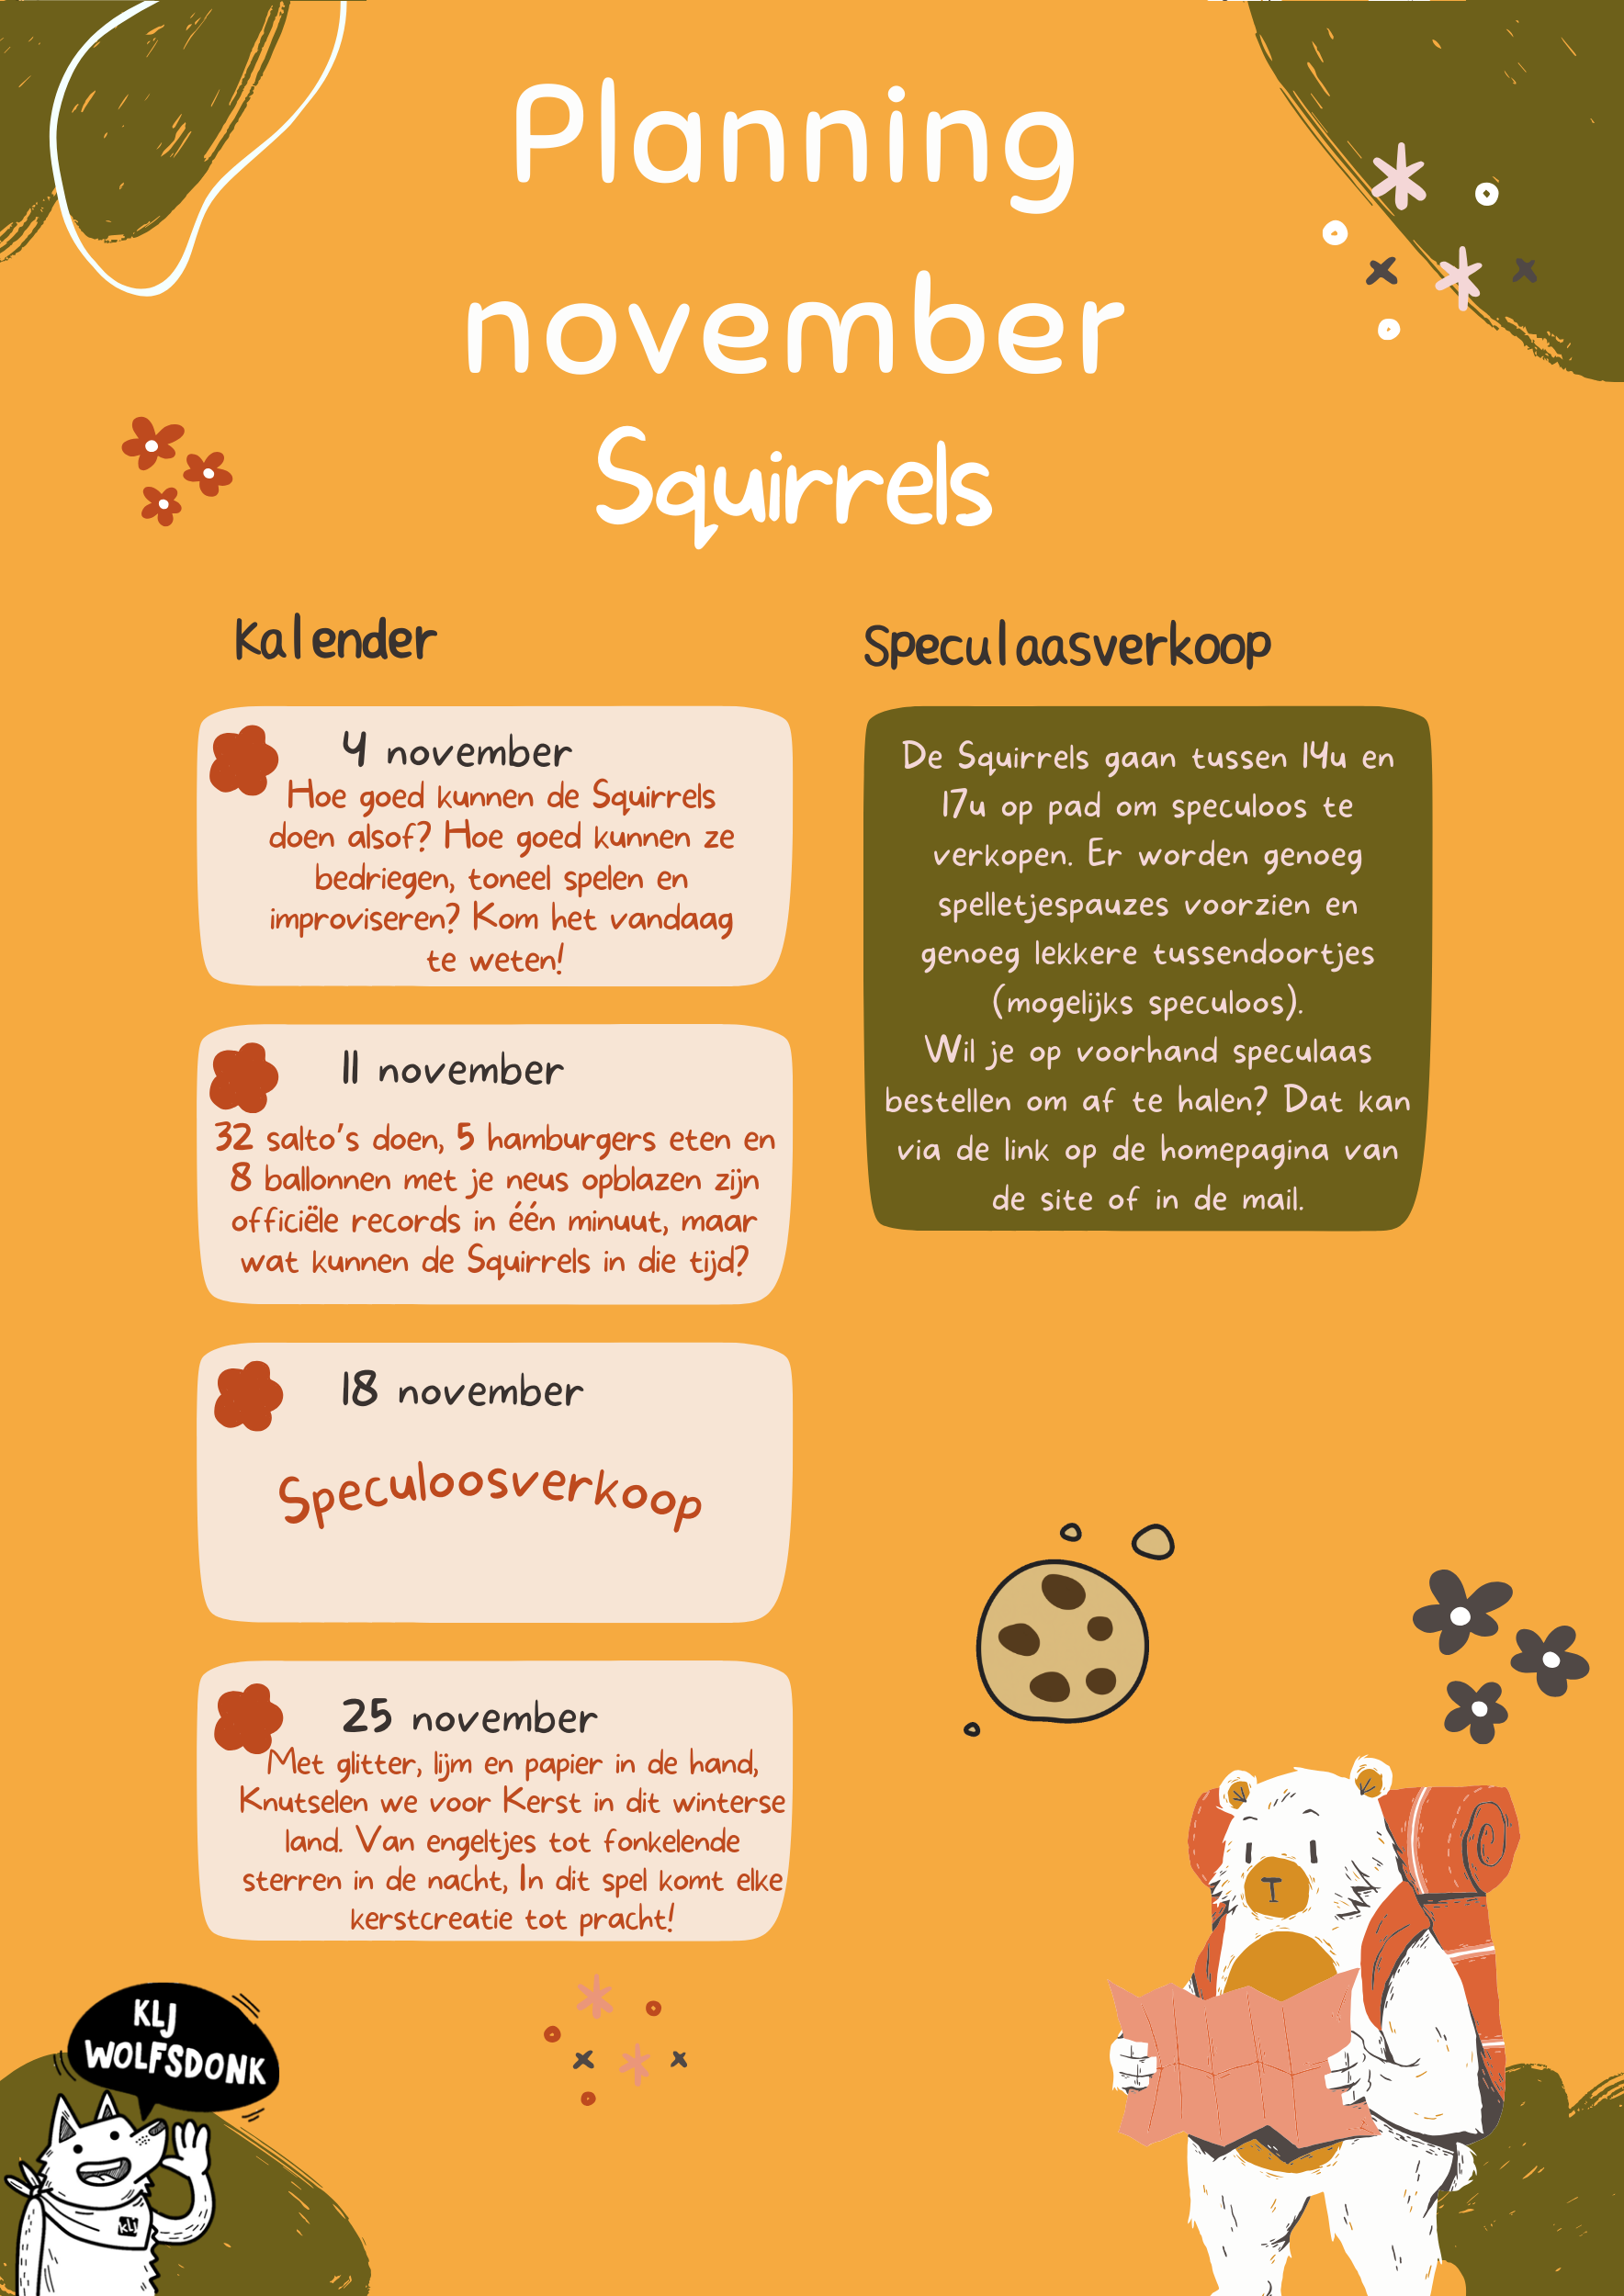 Planning
november
Squirrels
Kalender
4 november
Hoe goed kunnen de Squirrels
doen alsof? Hoe goed kunnen ze
bedriegen, toneel spelen en
improviseren? Kom het vandaag
te weten!
11 november
32 salto's doen, 5 hamburgers eten en
8 ballonnen met je neus opblazen zijn
officiële records in één minuut, maar
wat kunnen de Squirrels in die tijd?
18 november
Speculoosverkoop
25 november
Met glitter, lijm en papier in de hand,
Knutselen we voor Kerst in dit winterse
land. Van engeltjes tot fonkelende
sterren in de nacht, In dit spel komt elke
kerstcreatie tot pracht!
Speculaasverkoop
De Squirrels gaan tussen 14u en
17u op pad om speculoos te
verkopen. Er worden genoeg
spelletjespauzes voorzien en
genoeg lekkere tussendoortjes
(mogelijks speculoos).
Wil je op voorhand speculaas
bestellen om af te halen? Dat kan
via de link op de homepagina van
de site of in de mail.
KLJ
WOLFSDONK
KLJ